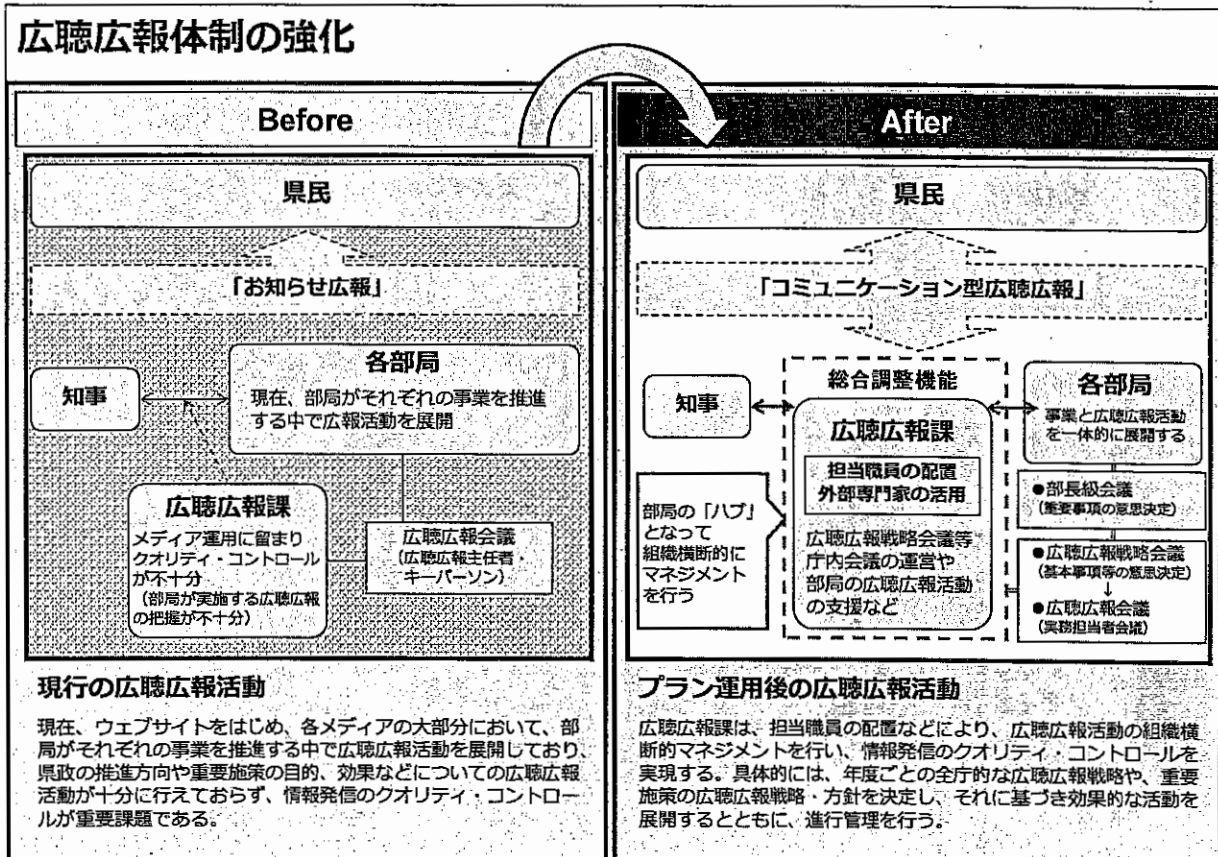 広聴広報体制の強化
Before
県民
「お知らせ広報」
各部局
現在、部局がそれぞれの事業を推進
する中で広報活動を展開
知事
広聴広報課
メディア運用に留まり
クオリティ・コントロール
が不十分
（部局が実施する広聴広報
の把握が不十分）
広聴広報会議
（広聴広報主任者・
キーパーソン）
現行の広聴広報活動
現在、ウェブサイトをはじめ、各メディアの大部分において、部
局がそれぞれの事業を推進する中で広聴広報活動を展開しており、
県政の推進方向や重要施策の目的、効果などについての広聴広報
活動が十分に行えておらず、情報発信のクオリティ・コントロー
ルが重要課題である。
After
県民
「コミュニケーション型広聴広報」
知事
総合調整機能
広聴広報課
担当職員の配置
外部専門家の活用
広聴広報戦略会議等
庁内会議の運営や
部局の広聴広報活動
の支援など
部局の「ハブ」
となって
組織横断的に
マネジメント
を行う
各部局
事業と広聴広報活動
を一体的に展開する
●部長級会議
（重要事項の意思決定）
●広聴広報戦略会議
（基本事項等の意思決定）
↓
●広聴広報会議
（実務担当者会議）
プラン運用後の広聴広報活動
広聴広報課は、担当職員の配置などにより、広聴広報活動の組織横
断的マネジメントを行い、情報発信のクオリティ・コントロールを
実現する。具体的には、年度ごとの全庁的な広聴広報戦略や、重要
施策の広聴広報戦略・方針を決定し、それに基づき効果的な活動を
展開するとともに、進行管理を行う。